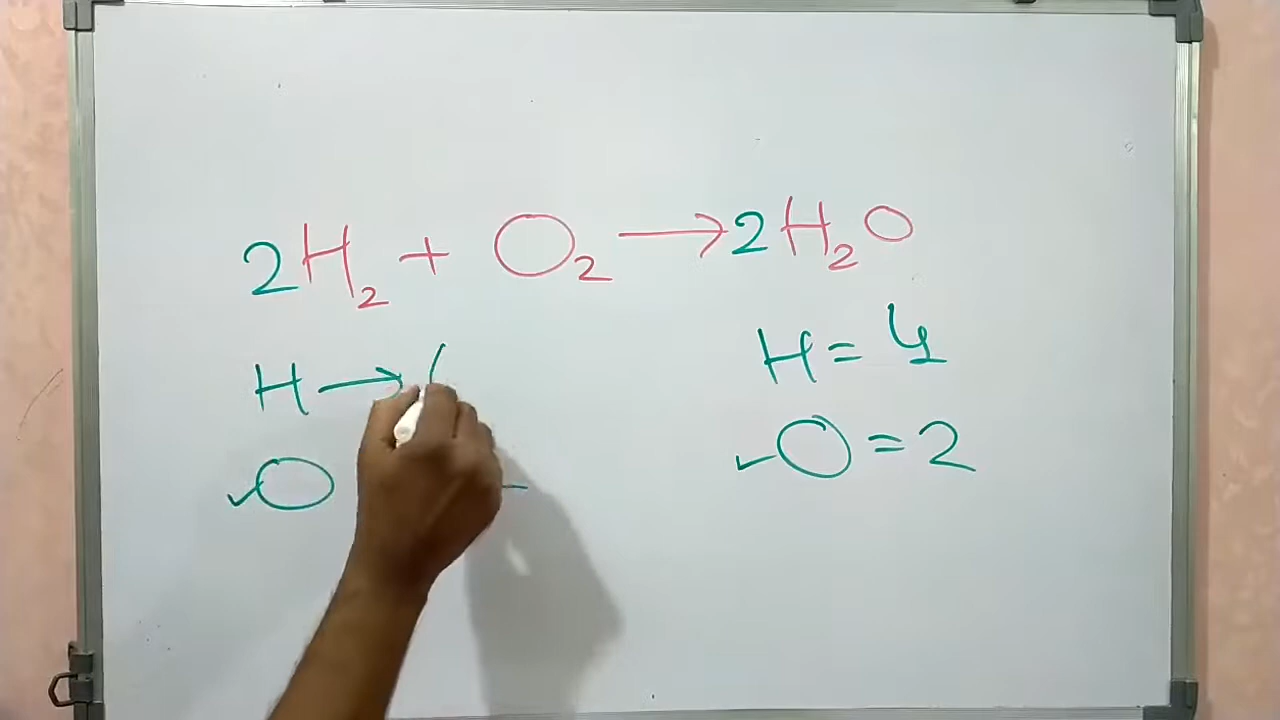 2H₂ + O₂ → 2H₂O
H → H = 4
✓O ✓O = 2